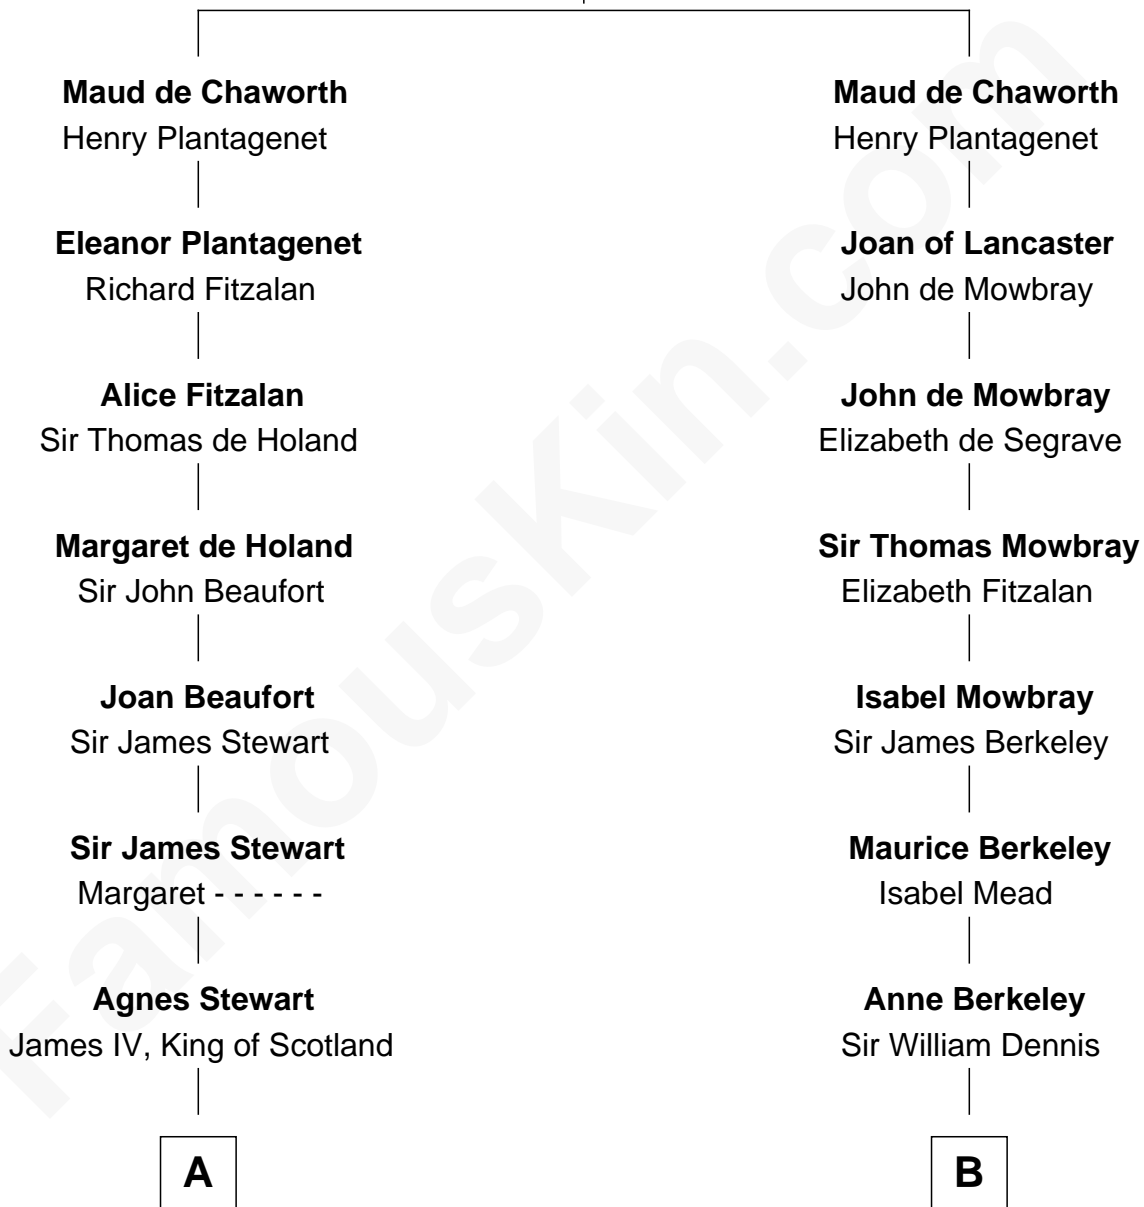 Maud de Chaworth
Henry Plantagenet
Eleanor Plantagenet
Richard Fitzalan
Alice Fitzalan
Sir Thomas de Holand
Margaret de Holand
Sir John Beaufort
Joan Beaufort
Sir James Stewart
Sir James Stewart
Margaret - - - - - -
Agnes Stewart
James IV, King of Scotland
A
Maud de Chaworth
Henry Plantagenet
Joan of Lancaster
John de Mowbray
John de Mowbray
Elizabeth de Segrave
Sir Thomas Mowbray
Elizabeth Fitzalan
Isabel Mowbray
Sir James Berkeley
Maurice Berkeley
Isabel Mead
Anne Berkeley
Sir William Dennis
B
FamousKin.com